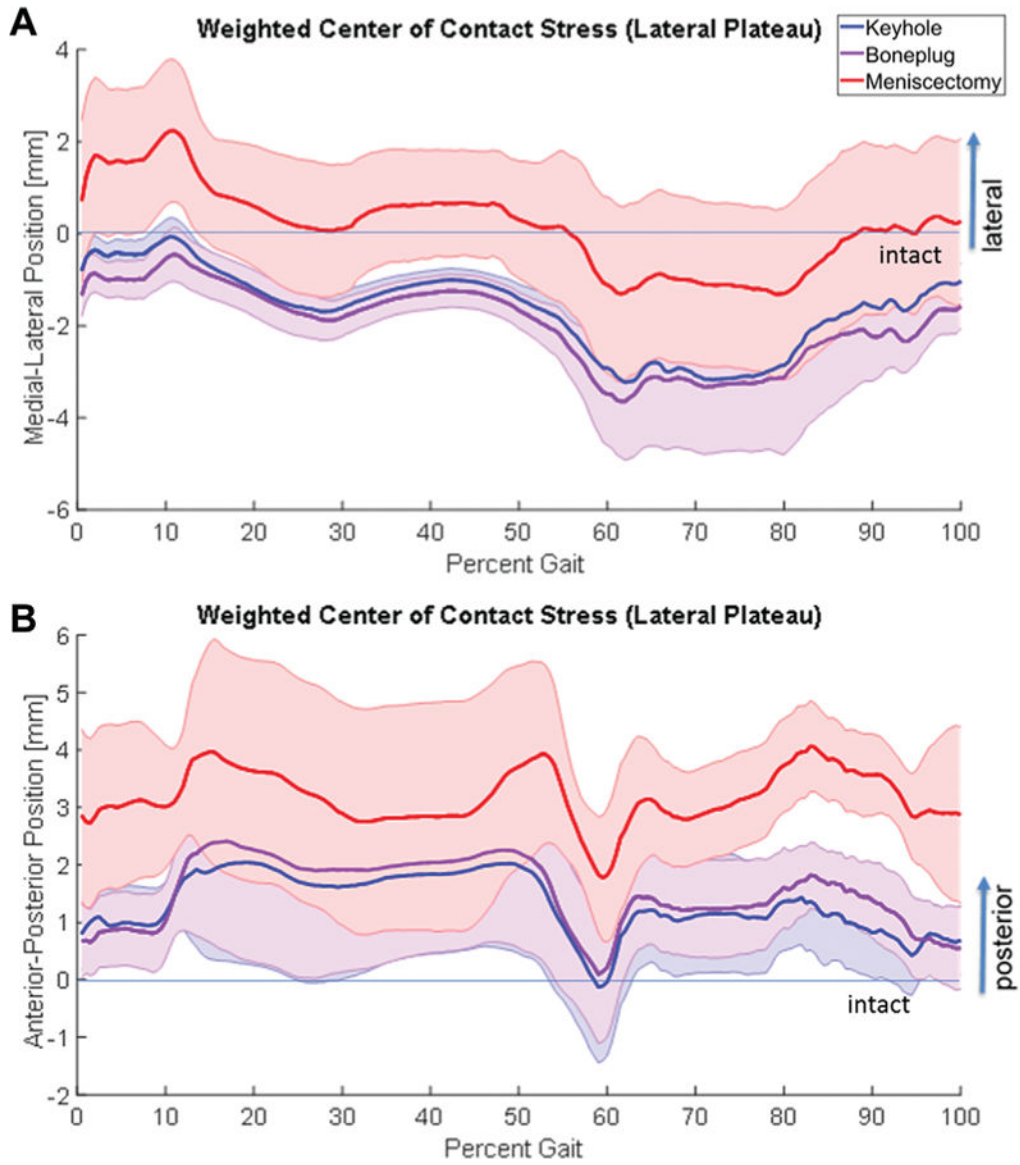 A
Weighted Center of Contact Stress (Lateral Plateau)
Keyhole
Boneplug
Meniscectomy
Medial-Lateral Position [mm]
4
2
0
-2
-4
-6
lateral
intact
0 10 20 30 40 50 60 70 80 90 100
Percent Gait
B
Weighted Center of Contact Stress (Lateral Plateau)
Anterior-Posterior Position [mm]
6
5
4
3
2
1
0
-1
-2
posterior
intact
0 10 20 30 40 50 60 70 80 90 100
Percent Gait